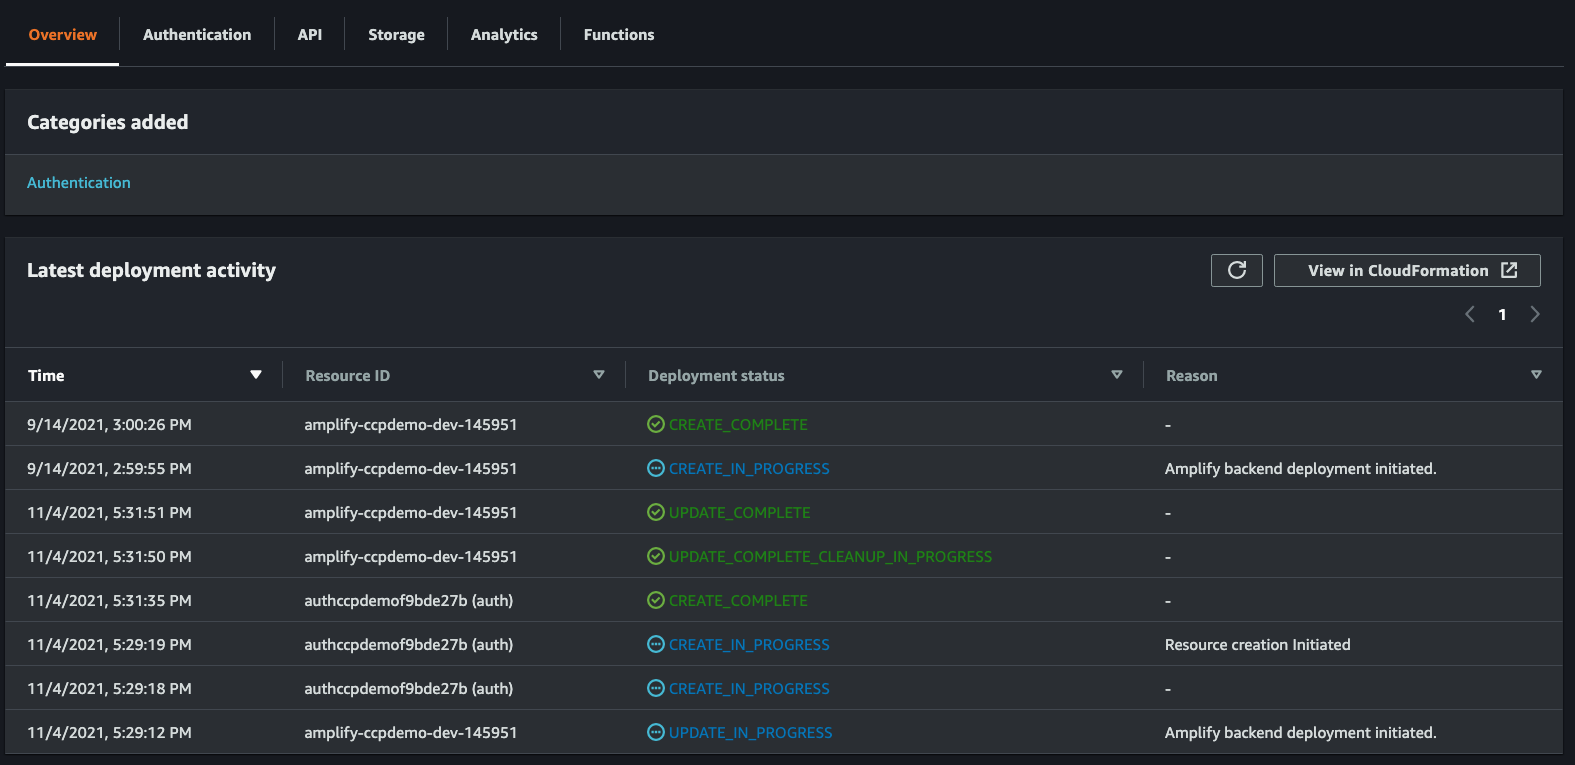 Overview Authentication API Storage Analytics Functions
Categories added
Authentication
Latest deployment activity View in CloudFormation
1
Time Resource ID Deployment status Reason
9/14/2021, 3:00:26 PM amplify-ccpdemo-dev-145951 CREATE_COMPLETE -
9/14/2021, 2:59:55 PM amplify-ccpdemo-dev-145951 CREATE_IN_PROGRESS Amplify backend deployment initiated.
11/4/2021, 5:31:51 PM amplify-ccpdemo-dev-145951 UPDATE_COMPLETE -
11/4/2021, 5:31:50 PM amplify-ccpdemo-dev-145951 UPDATE_COMPLETE_CLEANUP_IN_PROGRESS -
11/4/2021, 5:31:35 PM authccpdemof9bde27b (auth) CREATE_COMPLETE -
11/4/2021, 5:29:19 PM authccpdemof9bde27b (auth) CREATE_IN_PROGRESS Resource creation Initiated
11/4/2021, 5:29:18 PM authccpdemof9bde27b (auth) CREATE_IN_PROGRESS -
11/4/2021, 5:29:12 PM amplify-ccpdemo-dev-145951 UPDATE_IN_PROGRESS Amplify backend deployment initiated.